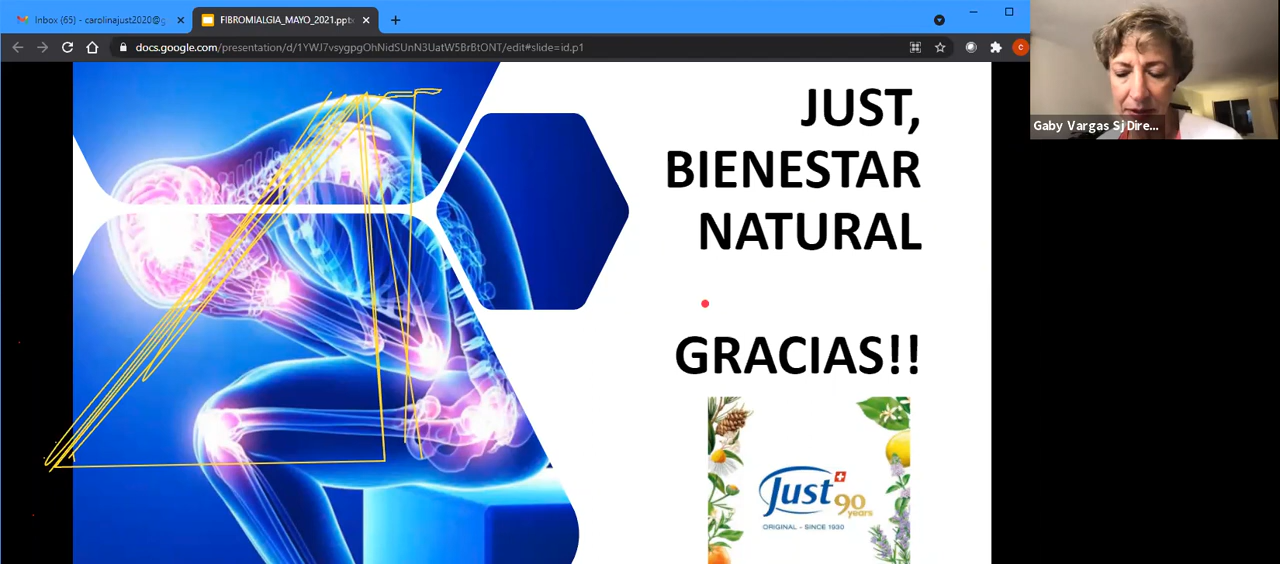 Inbox (65) - carolinajust2020@g
FIBROMIALGIA_MAYO_2021.ppt
docs.google.com/presentation/d/1YWJ7vsygpgOhNidSUnN3UatW5BrBtONT/edit#slide=id.p1
C
Gaby Vargas Sj Dire...
JUST,
BIENESTAR
NATURAL
GRACIAS!!
Just
90
years
ORIGINAL - SINCE 1930